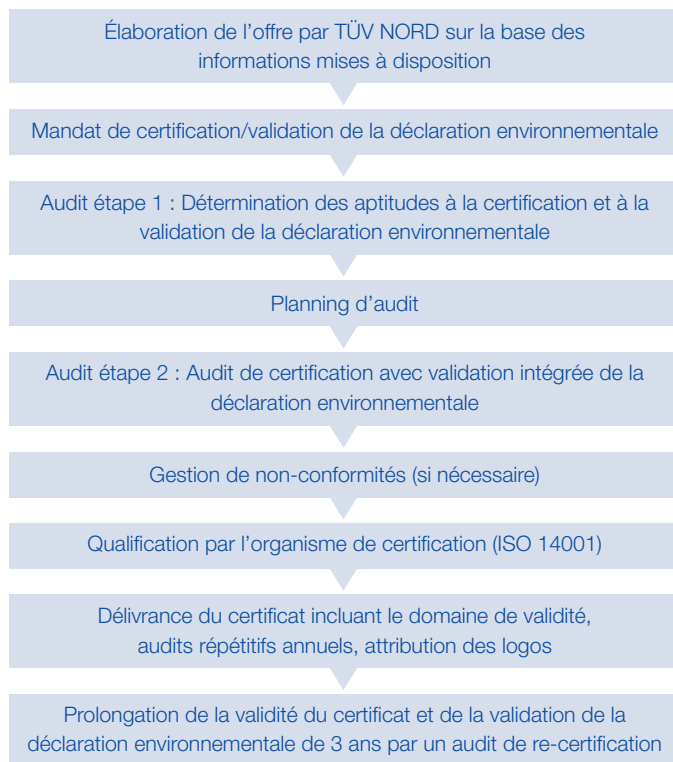 Élaboration de l’offre par TÜV NORD sur la base des
informations mises à disposition
Mandat de certification/validation de la déclaration environnementale
Audit étape 1 : Détermination des aptitudes à la certification et à la
validation de la déclaration environnementale
Planning d’audit
Audit étape 2 : Audit de certification avec validation intégrée de la
déclaration environnementale
Gestion de non-conformités (si nécessaire)
Qualification par l’organisme de certification (ISO 14001)
Délivrance du certificat incluant le domaine de validité,
audits répétitifs annuels, attribution des logos
Prolongation de la validité du certificat et de la validation de la
déclaration environnementale de 3 ans par un audit de re-certification